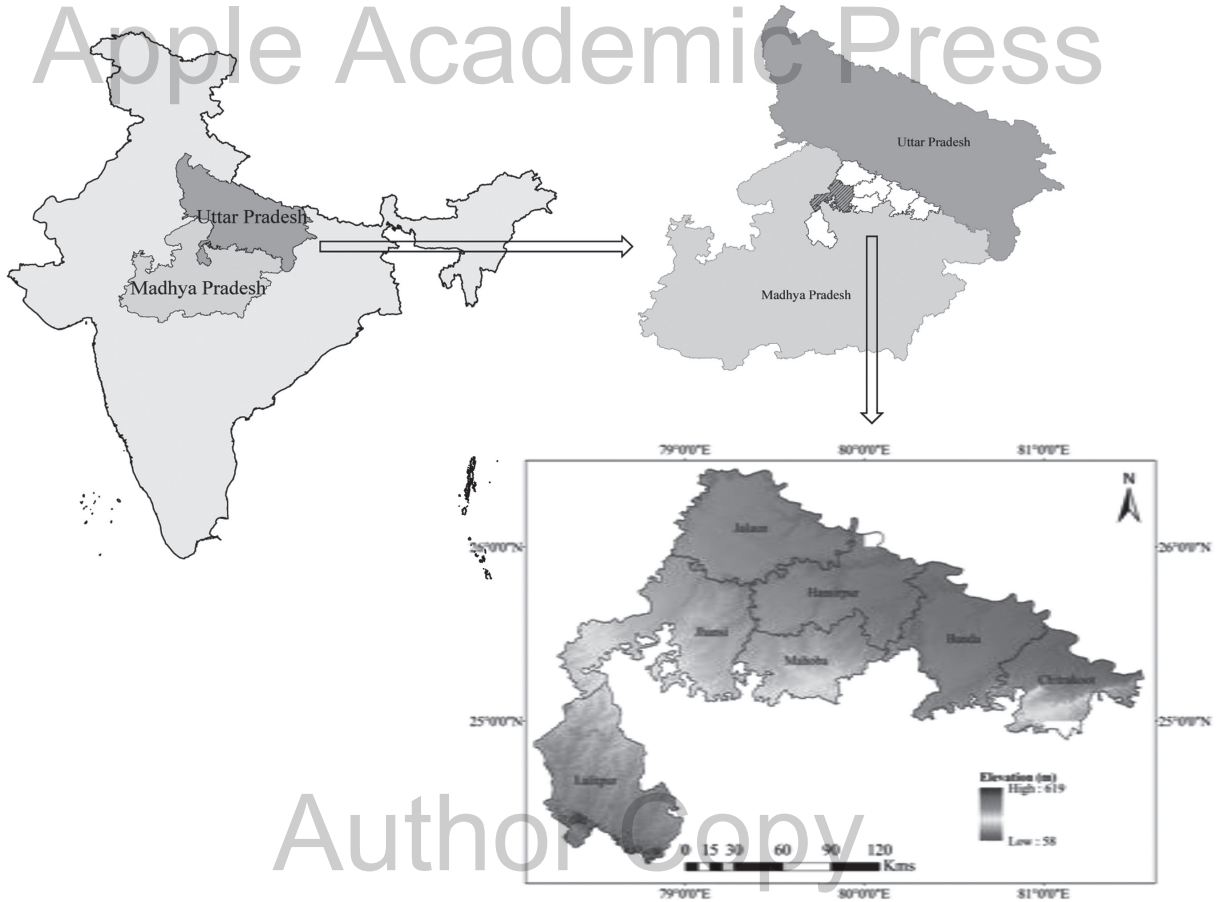 Apple Academic Press
Uttar Pradesh
Madhya Pradesh
Uttar Pradesh
Madhya Pradesh
79°0'0"E 80°0'0"E 81°0'0"E
N
26°0'0"N 26°0'0"N
Jalaun
Hamirpur
Jhansi
Banda
Mahoba
Chitrakoot
25°0'0"N 25°0'0"N
Lalitpur
Elevation (m)
High : 619
Low : 58
Author Copy
0 15 30 60 90 120
Kms
79°0'0"E 80°0'0"E 81°0'0"E